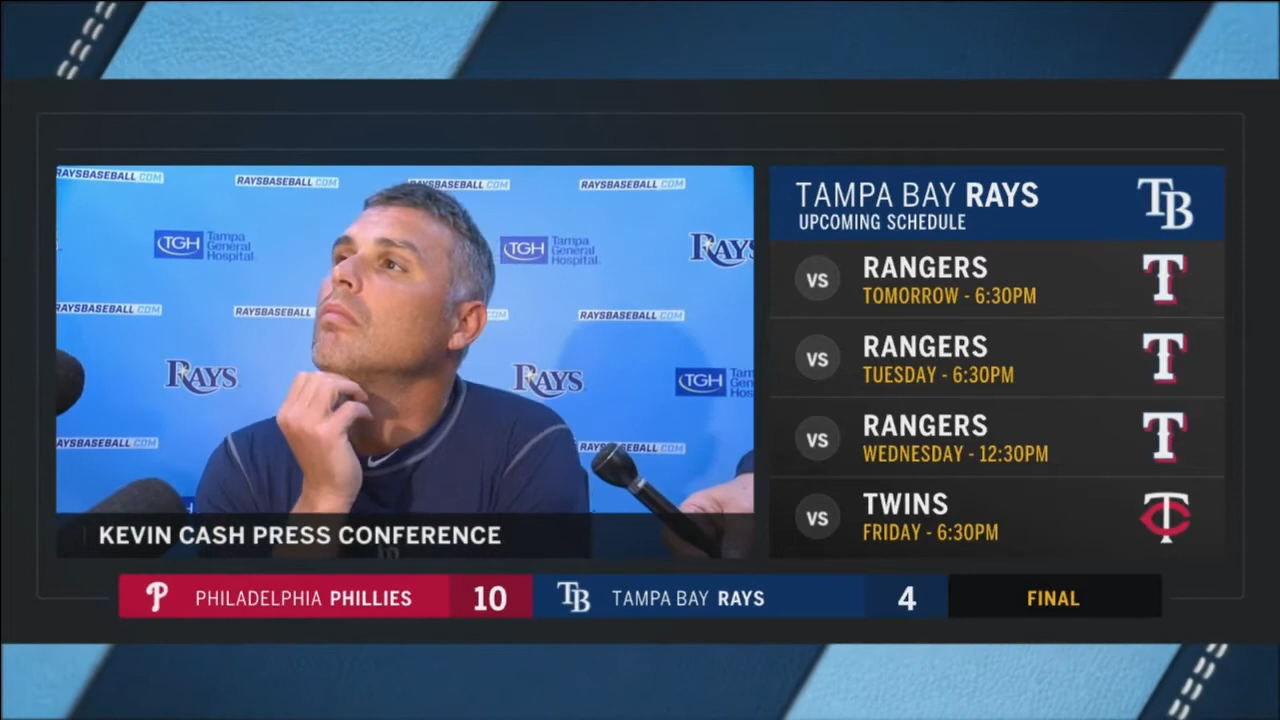 RAYSBASEBALL.COM
RAYSBASEBALL.COM
RAYSBASEBALL.COM
RAYSBASEBALL.COM
TGH Tampa General Hospital
TGH Tampa General Hospital
RAYS
RAYSBASEBALL.COM
RAYSBASEBALL
RAYSBASEBALL.COM
RAYS
RAYS
TGH
RAYSBASEBALL.COM
KEVIN CASH PRESS CONFERENCE
TAMPA BAY RAYS
UPCOMING SCHEDULE
TB
VS RANGERS T
TOMORROW - 6:30PM
VS RANGERS T
TUESDAY - 6:30PM
VS RANGERS T
WEDNESDAY - 12:30PM
VS TWINS TC
FRIDAY - 6:30PM
P PHILADELPHIA PHILLIES 10 TB TAMPA BAY RAYS 4 FINAL